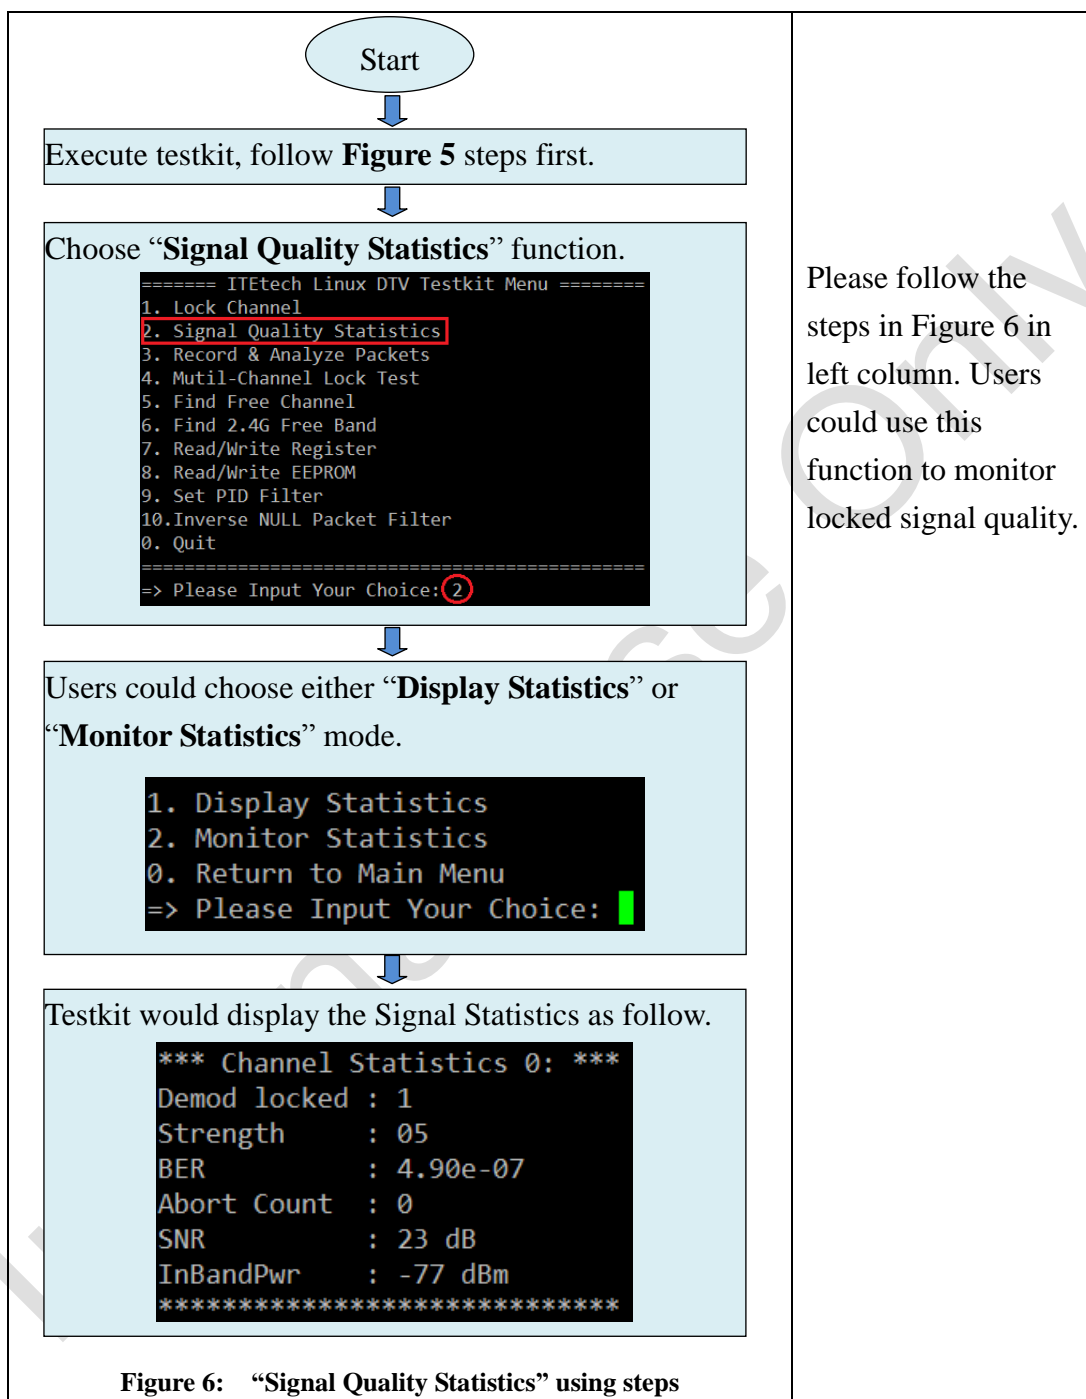 Start
Execute testkit, follow Figure 5 steps first.
Choose “Signal Quality Statistics” function.
======= ITEtech Linux DTV Testkit Menu ========
1. Lock Channel
2. Signal Quality Statistics
3. Record & Analyze Packets
4. Mutil-Channel Lock Test
5. Find Free Channel
6. Find 2.4G Free Band
7. Read/Write Register
8. Read/Write EEPROM
9. Set PID Filter
10.Inverse NULL Packet Filter
0. Quit
===============================================
=> Please Input Your Choice: 2
Users could choose either “Display Statistics” or
“Monitor Statistics” mode.
1. Display Statistics
2. Monitor Statistics
0. Return to Main Menu
=> Please Input Your Choice:
Testkit would display the Signal Statistics as follow.
*** Channel Statistics 0: ***
Demod locked : 1
Strength : 05
BER : 4.90e-07
Abort Count : 0
SNR : 23 dB
InBandPwr : -77 dBm
*****************************
Figure 6: “Signal Quality Statistics” using steps
Please follow the
steps in Figure 6 in
left column. Users
could use this
function to monitor
locked signal quality.